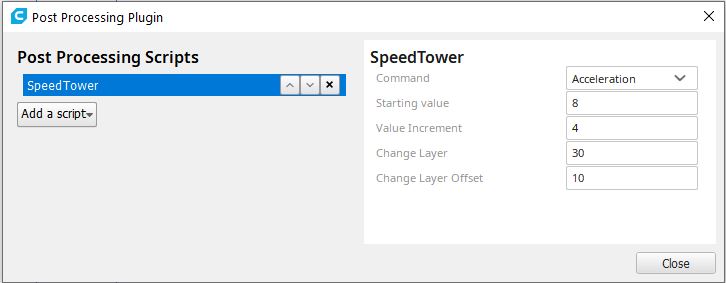 Post Processing Plugin
Post Processing Scripts
SpeedTower
Add a script
SpeedTower
Command Acceleration
Starting value 8
Value Increment 4
Change Layer 30
Change Layer Offset 10
Close